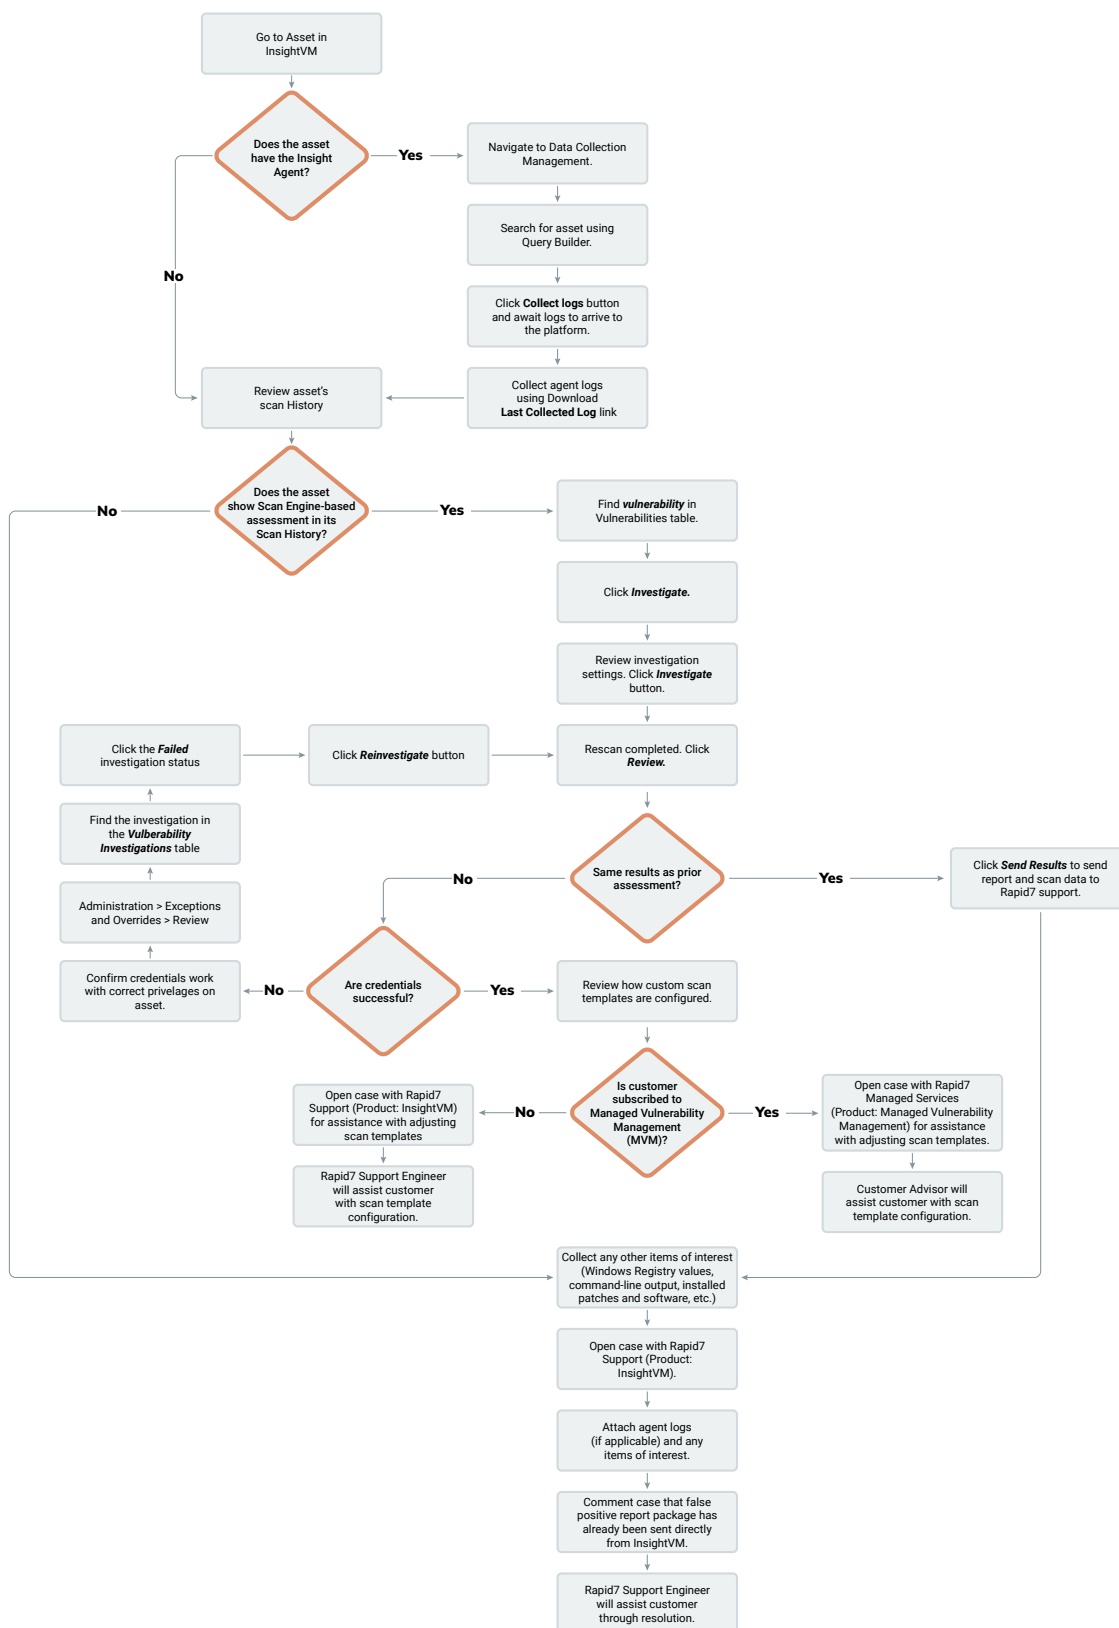 Go to Asset in
InsightVM
Does the asset
have the Insight
Agent?
Yes
No
Navigate to Data Collection
Management.
Search for asset using
Query Builder.
Click Collect logs button
and await logs to arrive to
the platform.
Collect agent logs
using Download
Last Collected Log link
Review asset's
scan History
Does the asset
show Scan Engine-based
assessment in its
Scan History?
No
Yes
Find vulnerability in
Vulnerabilities table.
Click Investigate.
Review investigation
settings. Click Investigate
button.
Rescan completed. Click
Review.
Click Reinvestigate button
Click the Failed
investigation status
Find the investigation in
the Vulberability
Investigations table
Administration > Exceptions
and Overrides > Review
Confirm credentials work
with correct privelages on
asset.
Same results as prior
assessment?
No
Yes
Click Send Results to send
report and scan data to
Rapid7 support.
Are credentials
successful?
No
Yes
Review how custom scan
templates are configured.
Is customer
subscribed to
Managed Vulnerability
Management
(MVM)?
No
Yes
Open case with Rapid7
Support (Product: InsightVM)
for assistance with adjusting
scan templates
Rapid7 Support Engineer
will assist customer
with scan template
configuration.
Open case with Rapid7
Managed Services
(Product: Managed Vulnerability
Management) for assistance
with adjusting scan templates.
Customer Advisor will
assist customer with scan
template configuration.
Collect any other items of interest
(Windows Registry values,
command-line output, installed
patches and software, etc.)
Open case with Rapid7
Support (Product:
InsightVM).
Attach agent logs
(if applicable) and any
items of interest.
Comment case that false
positive report package has
already been sent directly
from InsightVM.
Rapid7 Support Engineer
will assist customer
through resolution.